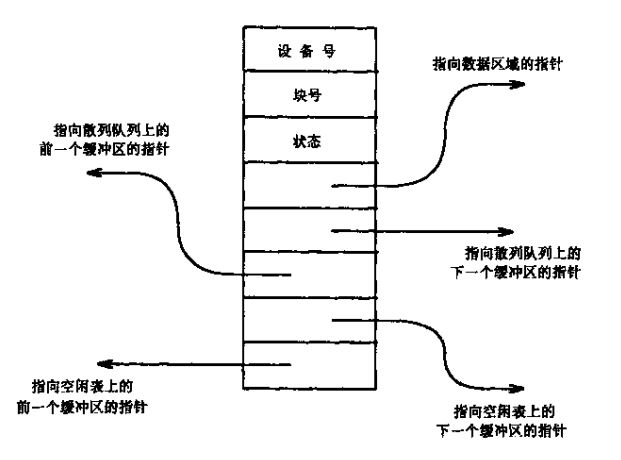 设备号
指向数据区域的指针
块号
指向散列队列上的
前一个缓冲区的指针
状态
指向散列队列上的
下一个缓冲区的指针
指向空闲表上的
前一个缓冲区的指针
指向空闲表上的
下一个缓冲区的指针